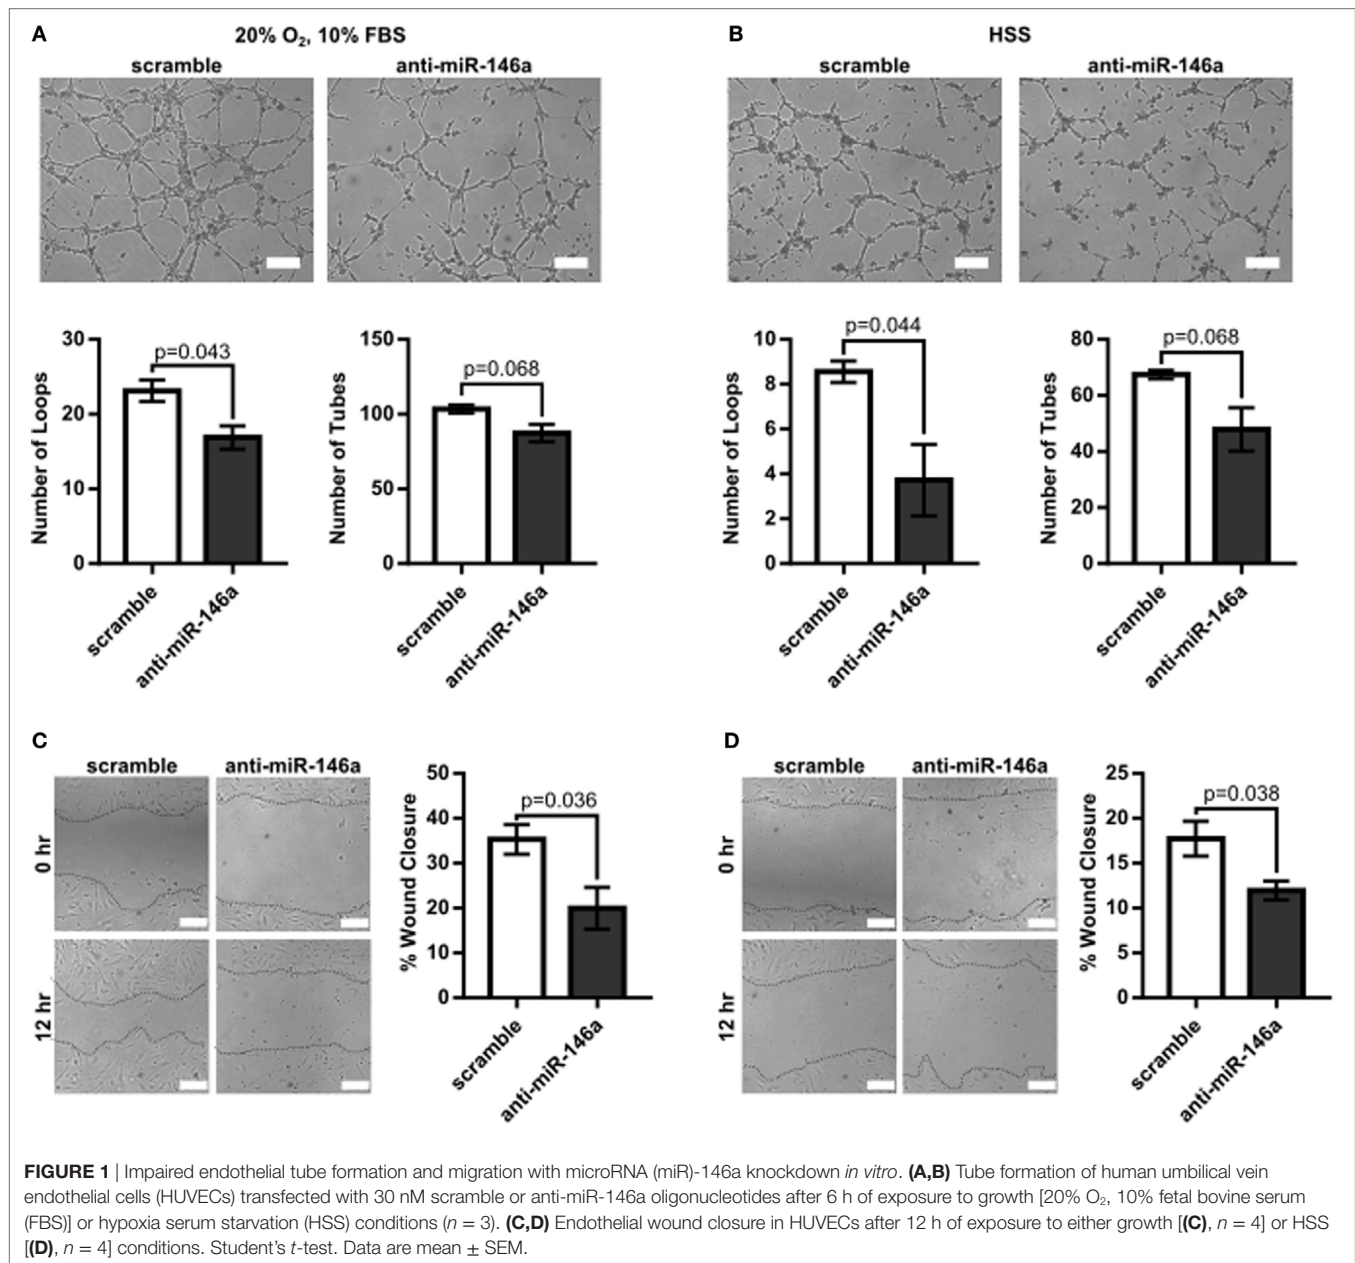 A
20% O₂, 10% FBS
scramble
anti-miR-146a
B
HSS
scramble
anti-miR-146a
Number of Loops
30
20
10
0
p=0.043
scramble
anti-miR-146a
Number of Tubes
150
100
50
0
p=0.068
scramble
anti-miR-146a
Number of Loops
10
8
6
4
2
0
p=0.044
scramble
anti-miR-146a
Number of Tubes
80
60
40
20
0
p=0.068
scramble
anti-miR-146a
C
scramble
anti-miR-146a
0 hr
12 hr
% Wound Closure
50
40
30
20
10
0
p=0.036
scramble
anti-miR-146a
D
scramble
anti-miR-146a
0 hr
12 hr
% Wound Closure
25
20
15
10
5
0
p=0.038
scramble
anti-miR-146a
FIGURE 1 | Impaired endothelial tube formation and migration with microRNA (miR)-146a knockdown in vitro. (A,B) Tube formation of human umbilical vein
endothelial cells (HUVECs) transfected with 30 nM scramble or anti-miR-146a oligonucleotides after 6 h of exposure to growth [20% O₂, 10% fetal bovine serum
(FBS)] or hypoxia serum starvation (HSS) conditions (n = 3). (C,D) Endothelial wound closure in HUVECs after 12 h of exposure to either growth [(C), n = 4] or HSS
[(D), n = 4] conditions. Student's t-test. Data are mean ± SEM.